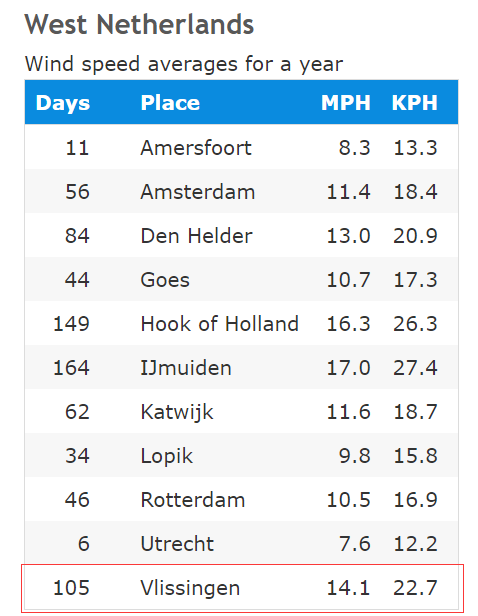 West Netherlands
Wind speed averages for a year
Days Place MPH KPH
11 Amersfoort 8.3 13.3
56 Amsterdam 11.4 18.4
84 Den Helder 13.0 20.9
44 Goes 10.7 17.3
149 Hook of Holland 16.3 26.3
164 IJmuiden 17.0 27.4
62 Katwijk 11.6 18.7
34 Lopik 9.8 15.8
46 Rotterdam 10.5 16.9
6 Utrecht 7.6 12.2
105 Vlissingen 14.1 22.7